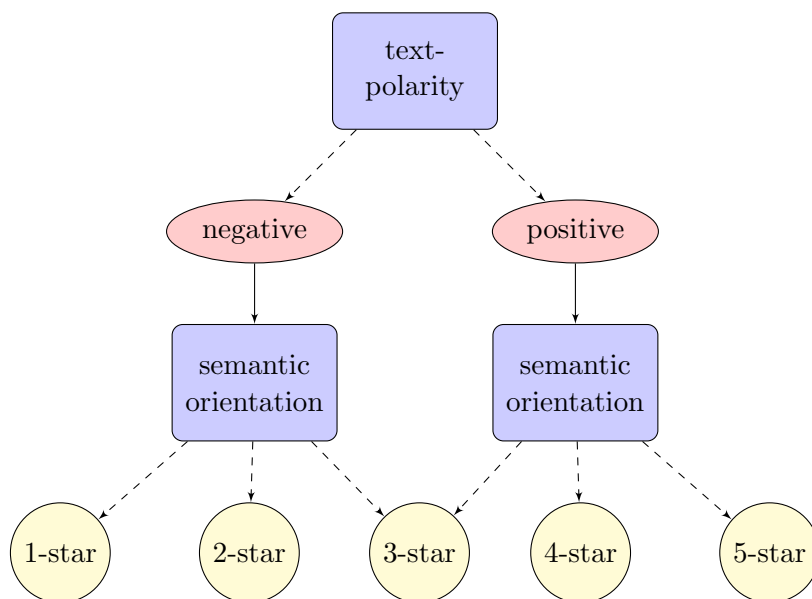 text-
polarity
negative
positive
semantic
orientation
semantic
orientation
1-star
2-star
3-star
4-star
5-star